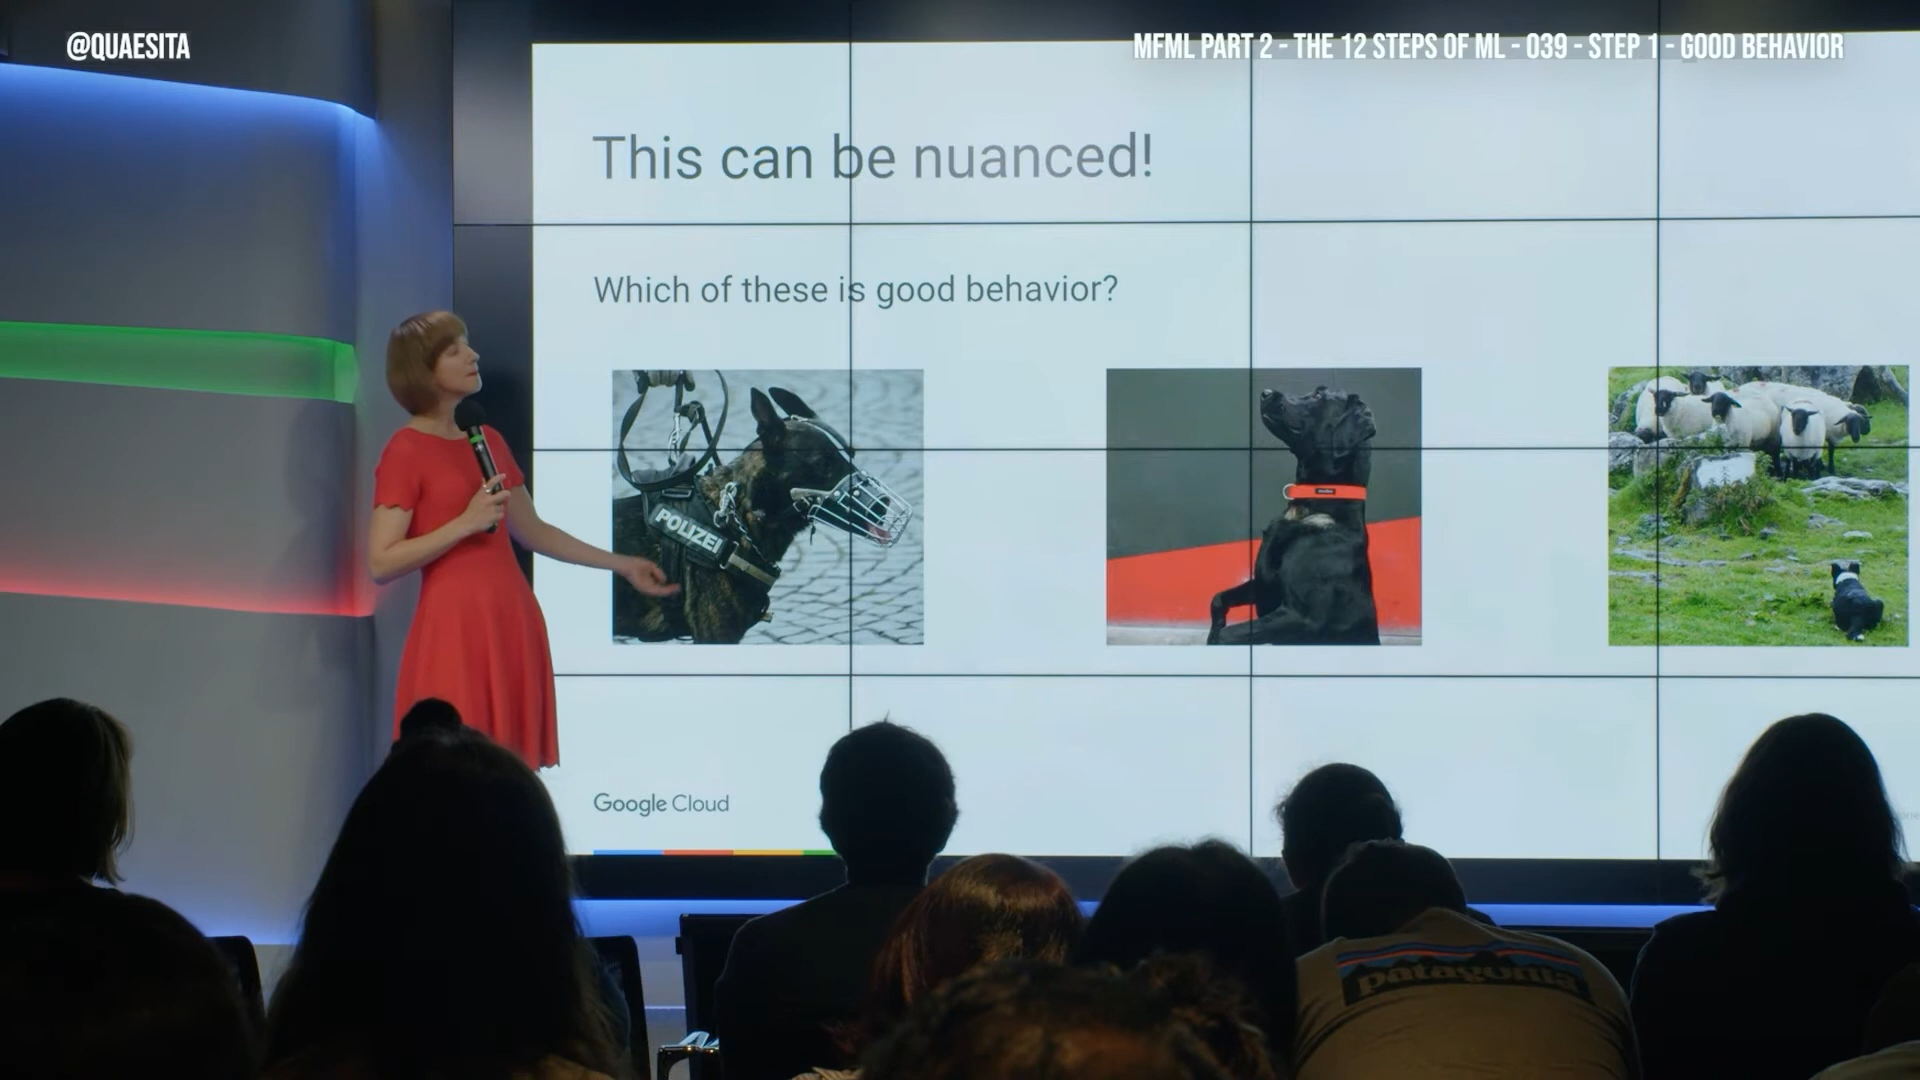 @QUAESITA
MFML PART 2 - THE 12 STEPS OF ML - 039 - STEP 1 - GOOD BEHAVIOR
This can be nuanced!
Which of these is good behavior?
POLIZEI
Google Cloud
patagonia